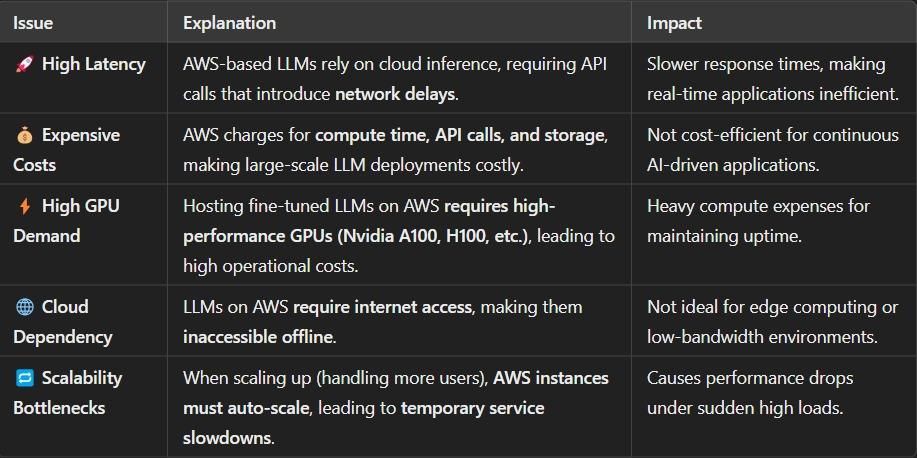 Issue Explanation Impact
🚀 High Latency
AWS-based LLMs rely on cloud inference, requiring API
calls that introduce network delays.
Slower response times, making
real-time applications inefficient.
💰 Expensive
Costs
AWS charges for compute time, API calls, and storage,
making large-scale LLM deployments costly.
Not cost-efficient for continuous
AI-driven applications.
⚡ High GPU
Demand
Hosting fine-tuned LLMs on AWS requires high-
performance GPUs (Nvidia A100, H100, etc.), leading to
high operational costs.
Heavy compute expenses for
maintaining uptime.
🌐 Cloud
Dependency
LLMs on AWS require internet access, making them
inaccessible offline.
Not ideal for edge computing or
low-bandwidth environments.
🔁 Scalability
Bottlenecks
When scaling up (handling more users), AWS instances
must auto-scale, leading to temporary service
slowdowns.
Causes performance drops
under sudden high loads.